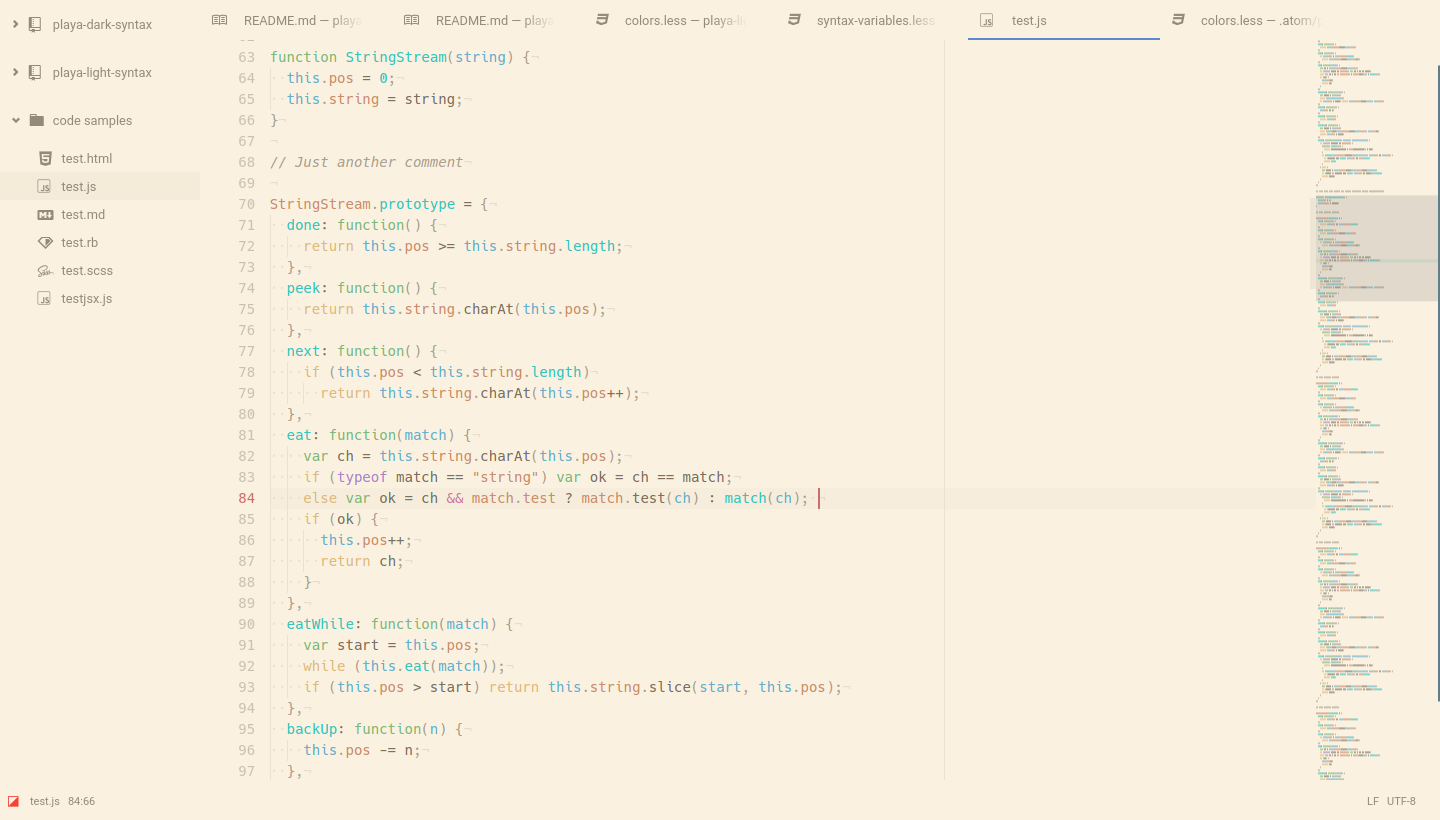 playa-dark-syntax
playa-light-syntax
code samples
test.html
test.js
test.md
test.rb
test.scss
testjsx.js
README.md — playa
README.md — playa
colors.less — playa-li
syntax-variables.less
test.js
colors.less — .atom/
63 function StringStream(string) {
64 this.pos = 0;
65 this.string = string;
66 }
67
68 // Just another comment
69
70 StringStream.prototype = {
71 done: function() {
72 return this.pos >= this.string.length;
73 },
74 peek: function() {
75 return this.string.charAt(this.pos);
76 },
77 next: function() {
78 if (this.pos < this.string.length)
79 return this.string.charAt(this.pos++);
80 },
81 eat: function(match) {
82 var ch = this.string.charAt(this.pos);
83 if (typeof match == "string") var ok = ch == match;
84 else var ok = ch && match.test ? match.test(ch) : match(ch);
85 if (ok) {
86 this.pos++;
87 return ch;
88 }
89 },
90 eatWhile: function(match) {
91 var start = this.pos;
92 while (this.eat(match));
93 if (this.pos > start) return this.string.slice(start, this.pos);
94 },
95 backUp: function(n) {
96 this.pos -= n;
97 },
test.js 84:66
LF UTF-8